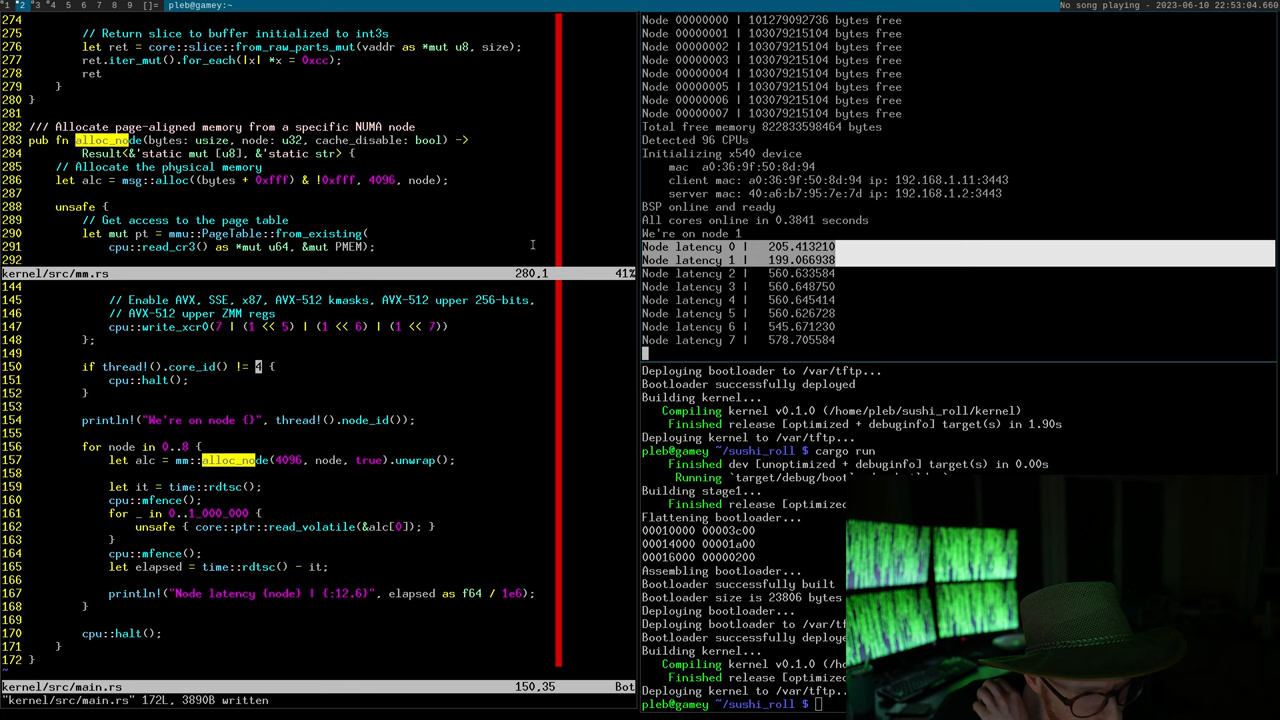 1 2 3 4 5 6 7 8 9 []= pleb@gamey:~ No song playing - 2023-06-10 22:53:04.660
274
275 // Return slice to buffer initialized to int3s
276 let ret = core::slice::from_raw_parts_mut(vaddr as *mut u8, size);
277 ret.iter_mut().for_each(|x| *x = 0xcc);
278 ret
279 }
280 }
281
282 /// Allocate page-aligned memory from a specific NUMA node
283 pub fn alloc_node(bytes: usize, node: u32, cache_disable: bool) ->
284 Result<&'static mut [u8], &'static str> {
285 // Allocate the physical memory
286 let alc = msg::alloc((bytes + 0xfff) & !0xfff, 4096, node);
287
288 unsafe {
289 // Get access to the page table
290 let mut pt = mmu::PageTable::from_existing(
291 cpu::read_cr3() as *mut u64, &mut PMEM);
292
kernel/src/mm.rs 280,1 41%
144
145 // Enable AVX, SSE, x87, AVX-512 kmasks, AVX-512 upper 256-bits,
146 // AVX-512 upper ZMM regs
147 cpu::write_xcr0(7 | (1 << 5) | (1 << 6) | (1 << 7))
148 };
149
150 if thread!().core_id() != 4 {
151 cpu::halt();
152 }
153
154 println!("We're on node {}", thread!().node_id());
155
156 for node in 0..8 {
157 let alc = mm::alloc_node(4096, node, true).unwrap();
158
159 let it = time::rdtsc();
160 cpu::mfence();
161 for _ in 0..1_000_000 {
162 unsafe { core::ptr::read_volatile(&alc[0]); }
163 }
164 cpu::mfence();
165 let elapsed = time::rdtsc() - it;
166
167 println!("Node latency {node} | {:12.6}", elapsed as f64 / 1e6);
168 }
169
170 cpu::halt();
171 }
172 }
~
kernel/src/main.rs 150,35 Bot
"kernel/src/main.rs" 172L, 3890B written
Node 00000000 | 101279092736 bytes free
Node 00000001 | 103079215104 bytes free
Node 00000002 | 103079215104 bytes free
Node 00000003 | 103079215104 bytes free
Node 00000004 | 103079215104 bytes free
Node 00000005 | 103079215104 bytes free
Node 00000006 | 103079215104 bytes free
Node 00000007 | 103079215104 bytes free
Total free memory 822833598464 bytes
Detected 96 CPUs
Initializing x540 device
mac a0:36:9f:50:8d:94
client mac: a0:36:9f:50:8d:94 ip: 192.168.1.11:3443
server mac: 40:a6:b7:95:7e:7d ip: 192.168.1.2:3443
BSP online and ready
All cores online in 0.3841 seconds
We're on node 1
Node latency 0 | 205.413210
Node latency 1 | 199.066938
Node latency 2 | 560.633584
Node latency 3 | 560.648750
Node latency 4 | 560.645414
Node latency 5 | 560.626728
Node latency 6 | 545.671230
Node latency 7 | 578.705584
Deploying bootloader to /var/tftp...
Bootloader successfully deployed
Building kernel...
Compiling kernel v0.1.0 (/home/pleb/sushi_roll/kernel)
Finished release [optimized + debuginfo] target(s) in 1.90s
Deploying kernel to /var/tftp...
pleb@gamey ~/sushi_roll $ cargo run
Finished dev [unoptimized + debuginfo] target(s) in 0.00s
Running `target/debug/boot
Building stage1...
Finished release [optimized
Flattening bootloader...
00010000 00003c00
00014000 00001a00
00016000 00000200
Assembling bootloader...
Bootloader successfully built
Bootloader size is 23806 bytes
Deploying bootloader...
Deploying bootloader to /var/tf
Bootloader successfully deploye
Building kernel...
Compiling kernel v0.1.0 (/ho
Finished release [optimized
Deploying kernel to /var/tftp...
pleb@gamey ~/sushi_roll $